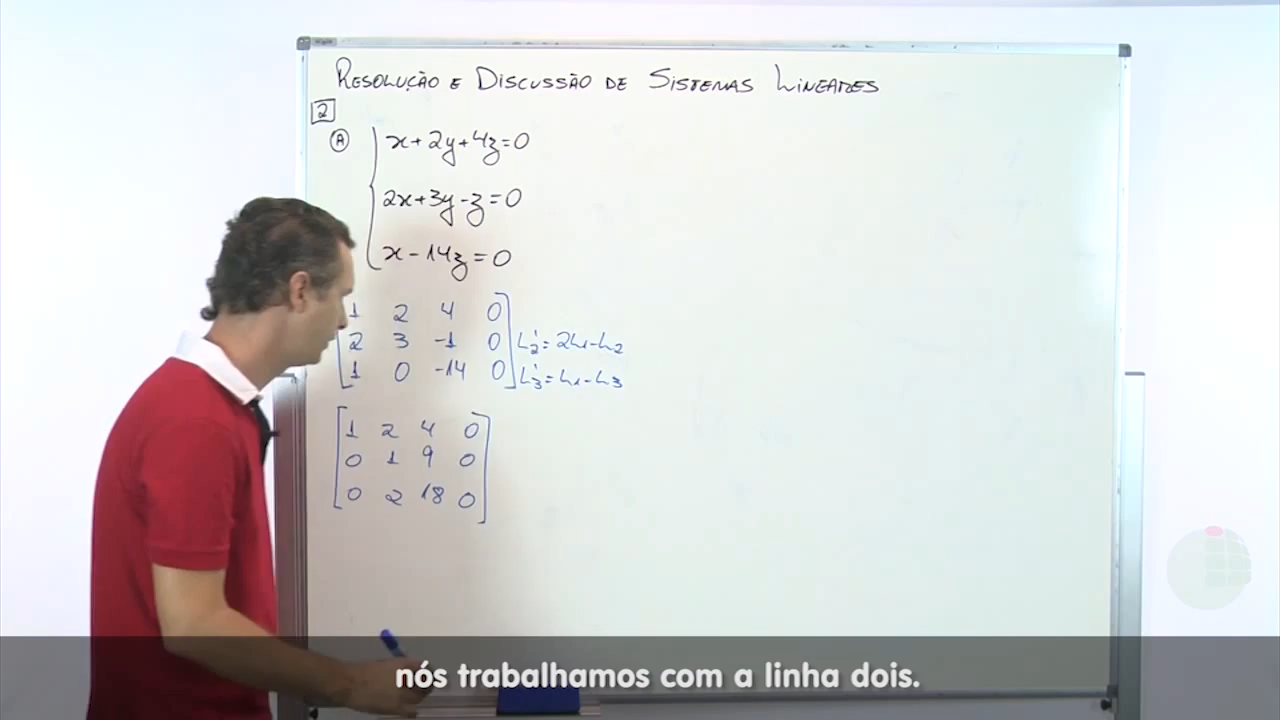 RESOLUÇÃO E DISCUSSÃO DE SISTEMAS LINEARES
2
A
x+2y+4z=0
2x+3y-z=0
x-14z=0
1 2 4 0
2 3 -1 0 L'2=2L1-L2
1 0 -14 0 L'3=L1-L3
1 2 4 0
0 1 9 0
0 2 18 0
nós trabalhamos com a linha dois.